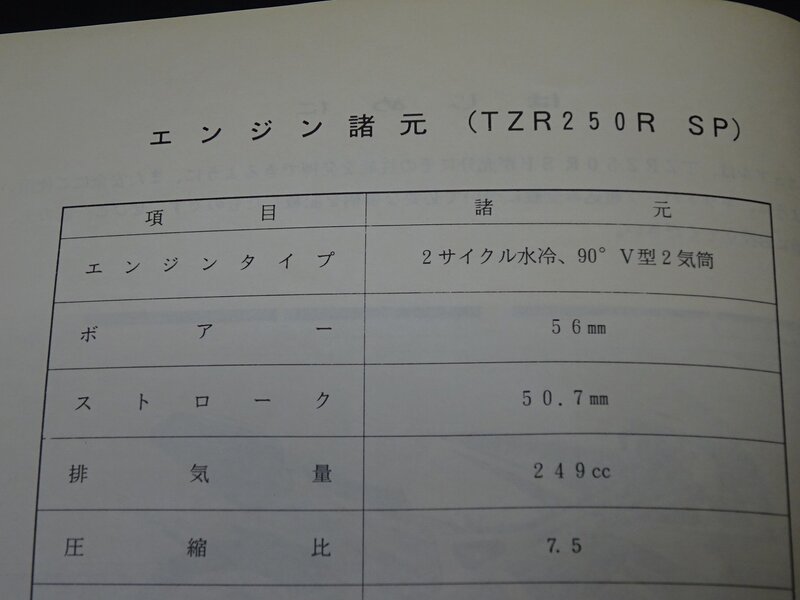 エンジン諸元 (TZR250R SP)
項目 諸元
エンジンタイプ 2サイクル水冷、90°V型2気筒
ボアー 56mm
ストローク 50.7mm
排気量 249cc
圧縮比 7.5